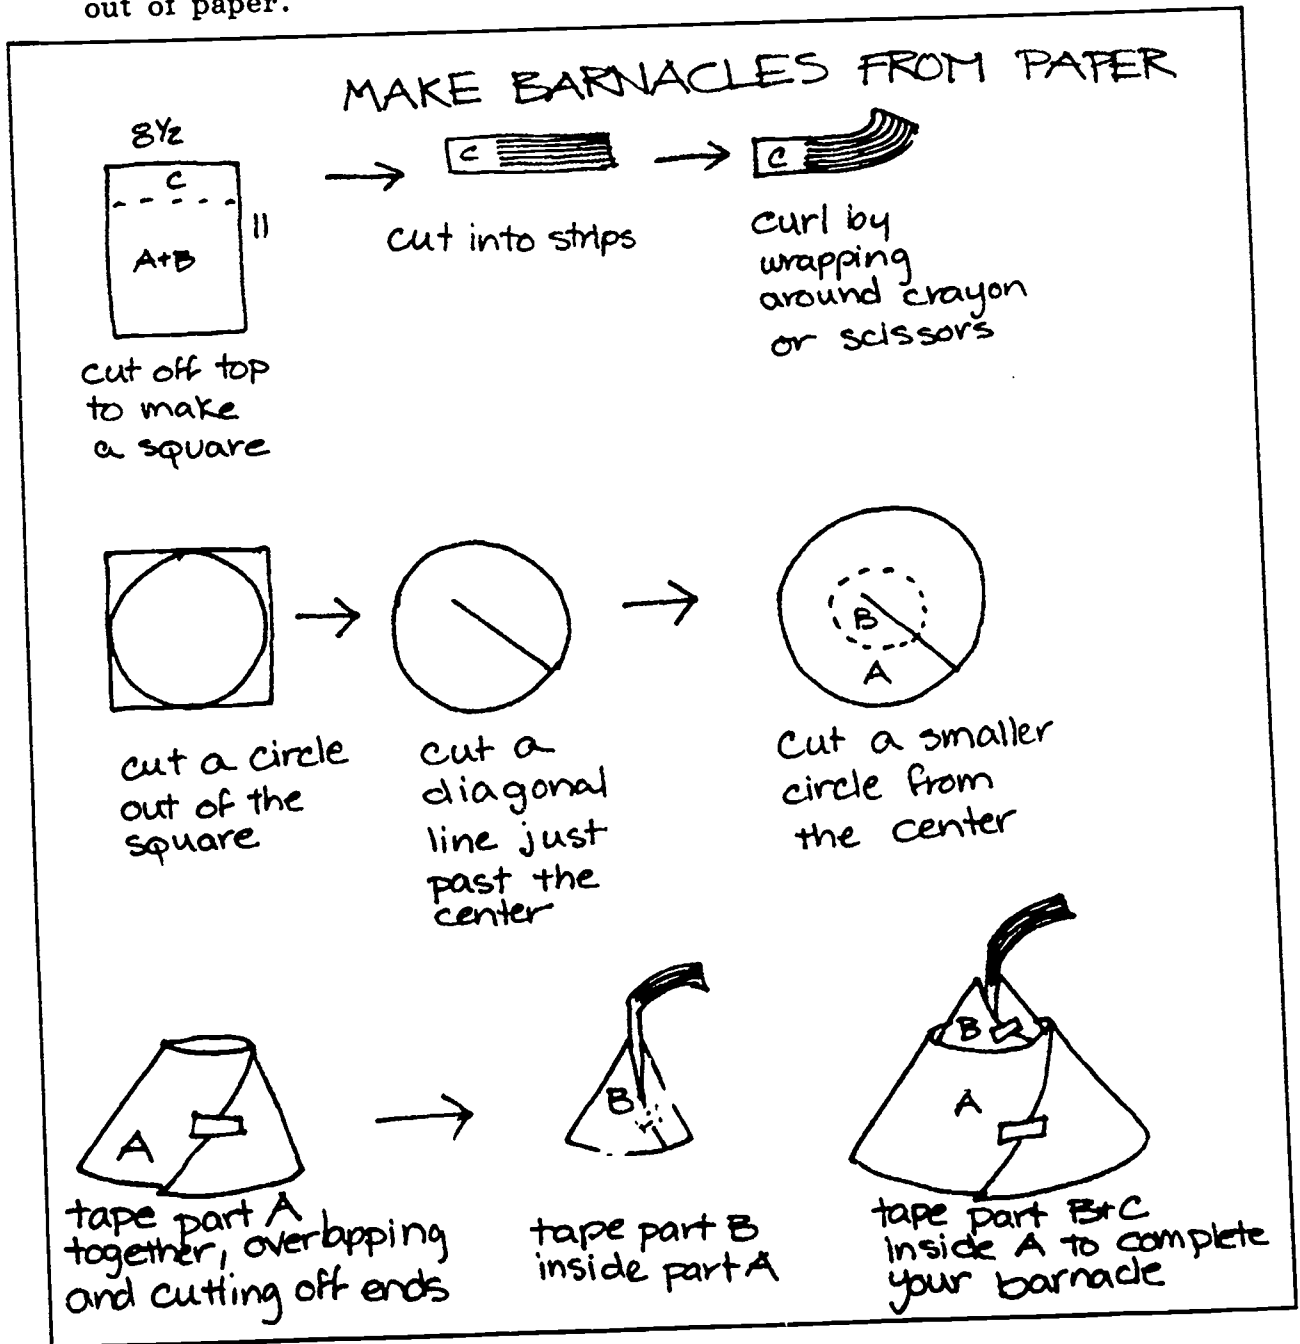 out of paper.
MAKE BARNACLES FROM PAPER
8½
C
A+B
11
cut off top
to make
a square
C
cut into strips
C
curl by
wrapping
around crayon
or scissors
cut a circle
out of the
square
cut a
diagonal
line just
past the
center
B
A
cut a smaller
circle from
the center
A
tape part A
together, overlapping
and cutting off ends
B
tape part B
inside part A
B
A
tape part B+C
inside A to complete
your barnacle